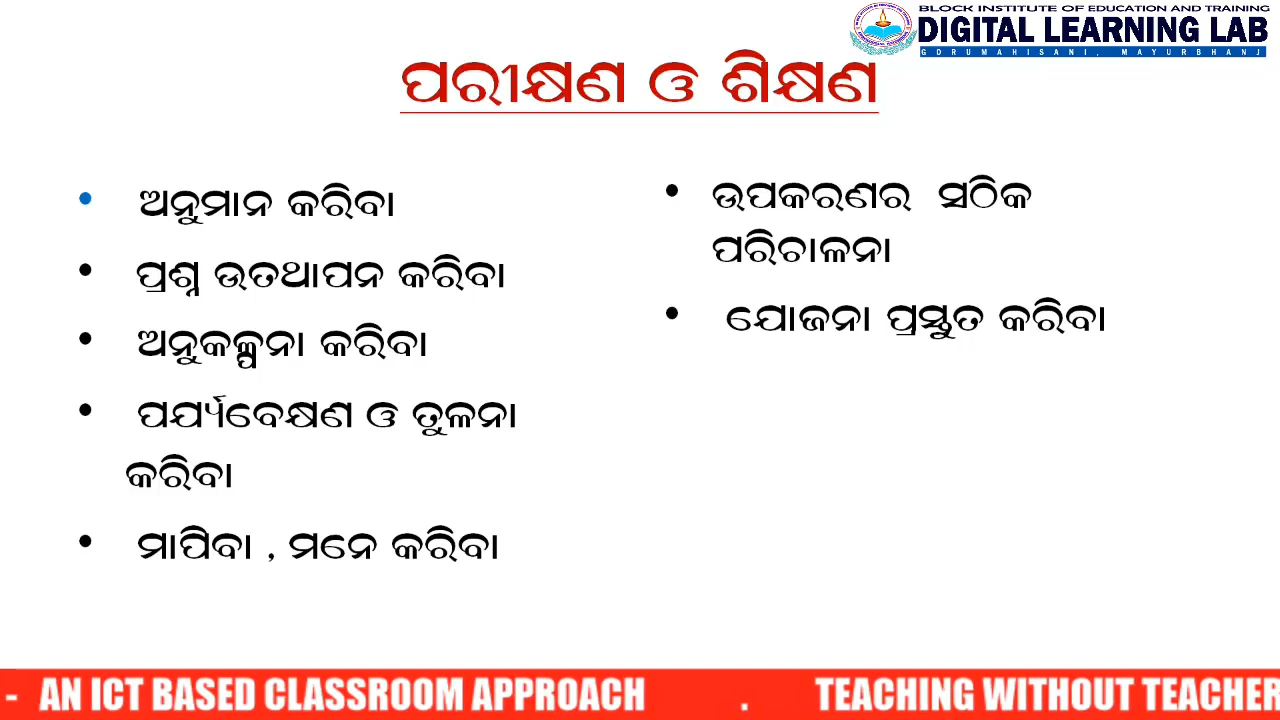 BLOCK INSTITUTE OF EDUCATION AND TRAINING
DIGITAL LEARNING LAB
GORUMAHISANI, MAYURBHANJ
ପରୀକ୍ଷଣ ଓ ଶିକ୍ଷଣ
• ଅନୁମାନ କରିବା
• ପ୍ରଶ୍ନ ଉତଥାପନ କରିବା
• ଅନୁକଳ୍ପନା କରିବା
• ପର୍ଯ୍ୟବେକ୍ଷଣ ଓ ତୁଳନା
କରିବା
• ମାପିବା , ମନେ କରିବା
• ଉପକରଣର ସଠିକ
ପରିଚାଳନା
• ଯୋଜନା ପ୍ରସ୍ତୁତ କରିବା
- AN ICT BASED CLASSROOM APPROACH . TEACHING WITHOUT TEACHER